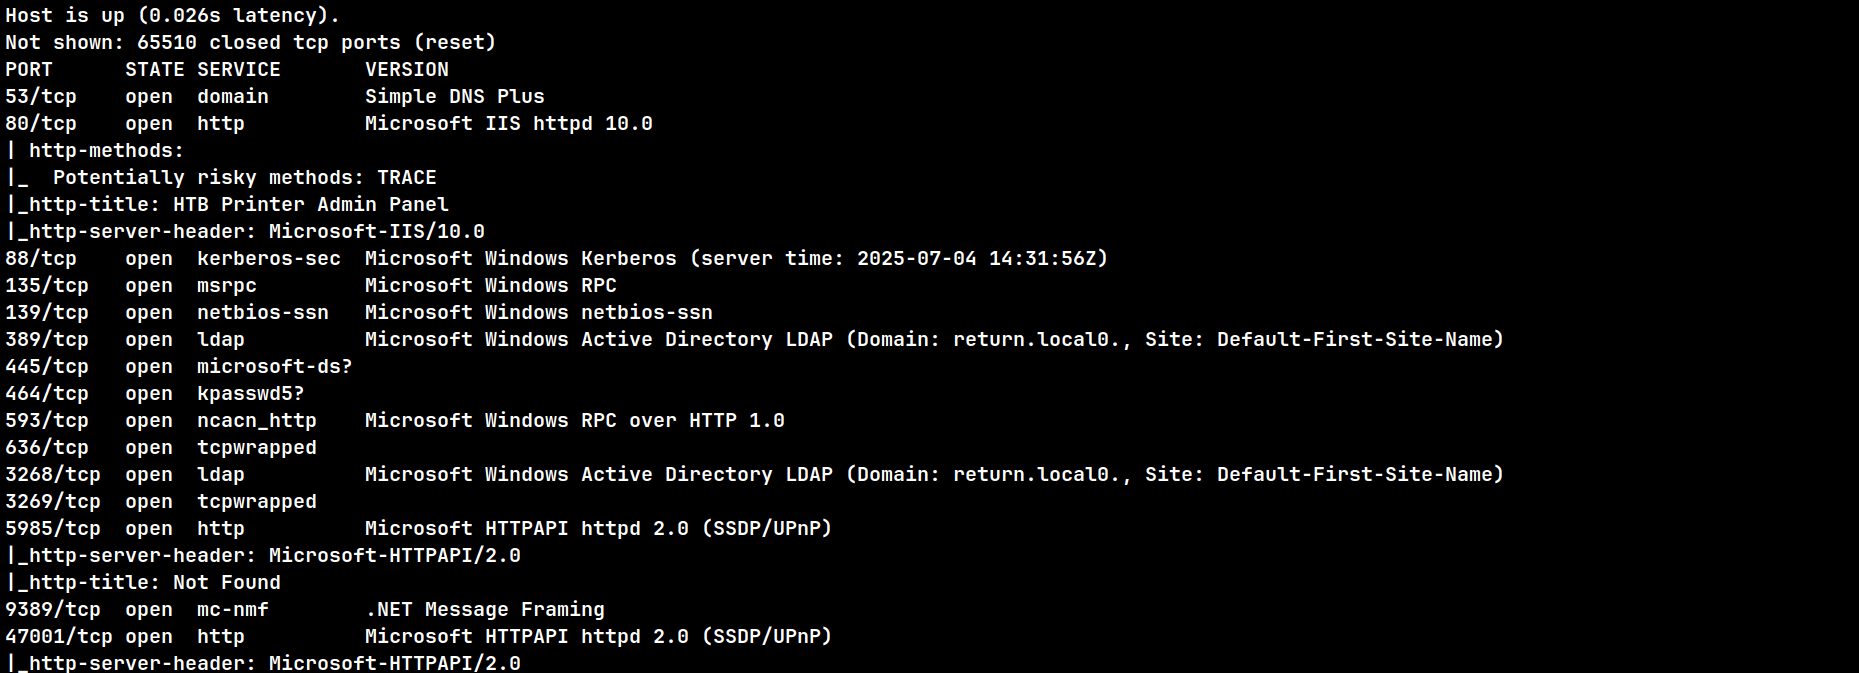 Host is up (0.026s latency).
Not shown: 65510 closed tcp ports (reset)
PORT      STATE SERVICE       VERSION
53/tcp    open  domain        Simple DNS Plus
80/tcp    open  http          Microsoft IIS httpd 10.0
| http-methods:
|_  Potentially risky methods: TRACE
|_http-title: HTB Printer Admin Panel
|_http-server-header: Microsoft-IIS/10.0
88/tcp    open  kerberos-sec  Microsoft Windows Kerberos (server time: 2025-07-04 14:31:56Z)
135/tcp   open  msrpc         Microsoft Windows RPC
139/tcp   open  netbios-ssn   Microsoft Windows netbios-ssn
389/tcp   open  ldap          Microsoft Windows Active Directory LDAP (Domain: return.local0., Site: Default-First-Site-Name)
445/tcp   open  microsoft-ds?
464/tcp   open  kpasswd5?
593/tcp   open  ncacn_http    Microsoft Windows RPC over HTTP 1.0
636/tcp   open  tcpwrapped
3268/tcp  open  ldap          Microsoft Windows Active Directory LDAP (Domain: return.local0., Site: Default-First-Site-Name)
3269/tcp  open  tcpwrapped
5985/tcp  open  http          Microsoft HTTPAPI httpd 2.0 (SSDP/UPnP)
|_http-server-header: Microsoft-HTTPAPI/2.0
|_http-title: Not Found
9389/tcp  open  mc-nmf        .NET Message Framing
47001/tcp open  http          Microsoft HTTPAPI httpd 2.0 (SSDP/UPnP)
|_http-server-header: Microsoft-HTTPAPI/2.0